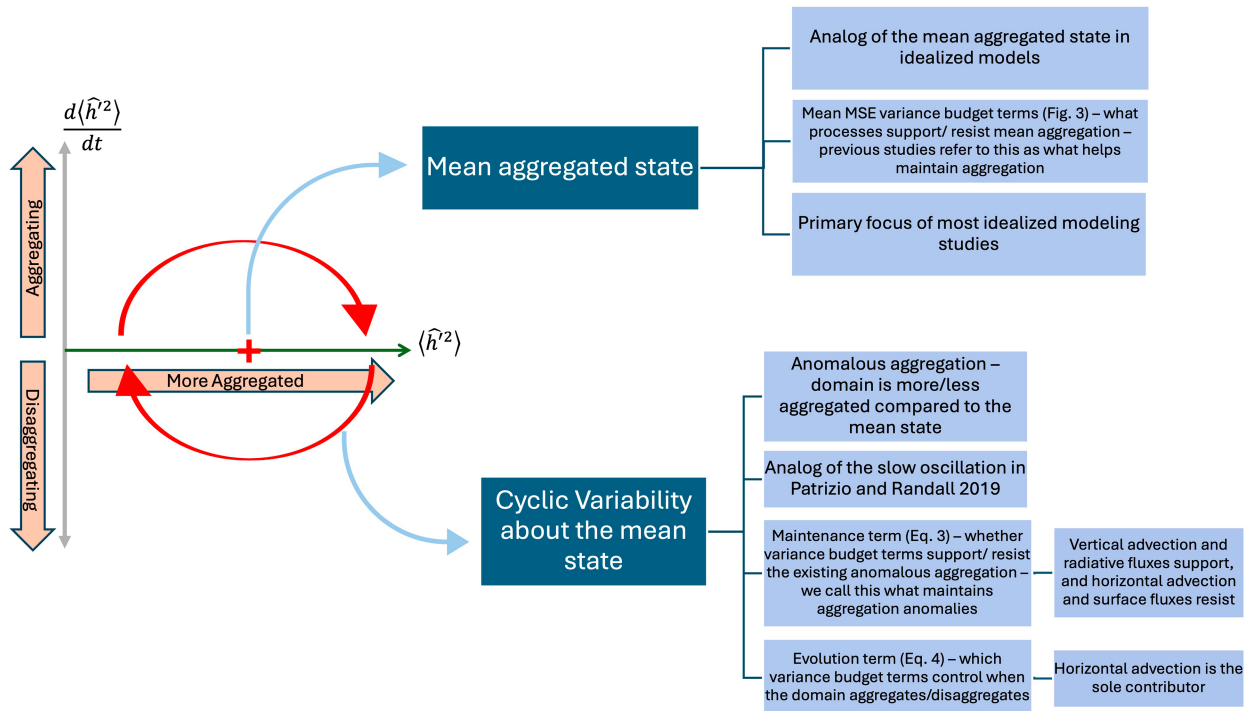 d⟨ĥ′²⟩
dt
Aggregating
Disaggregating
⟨ĥ′²⟩
More Aggregated
Mean aggregated state
Analog of the mean aggregated state in
idealized models
Mean MSE variance budget terms (Fig. 3) – what
processes support/ resist mean aggregation –
previous studies refer to this as what helps
maintain aggregation
Primary focus of most idealized modeling
studies
Cyclic Variability
about the mean
state
Anomalous aggregation –
domain is more/less
aggregated compared to the
mean state
Analog of the slow oscillation in
Patrizio and Randall 2019
Maintenance term (Eq. 3) – whether
variance budget terms support/ resist
the existing anomalous aggregation –
we call this what maintains
aggregation anomalies
Vertical advection and
radiative fluxes support,
and horizontal advection
and surface fluxes resist
Evolution term (Eq. 4) – which
variance budget terms control when
the domain aggregates/disaggregates
Horizontal advection is the
sole contributor